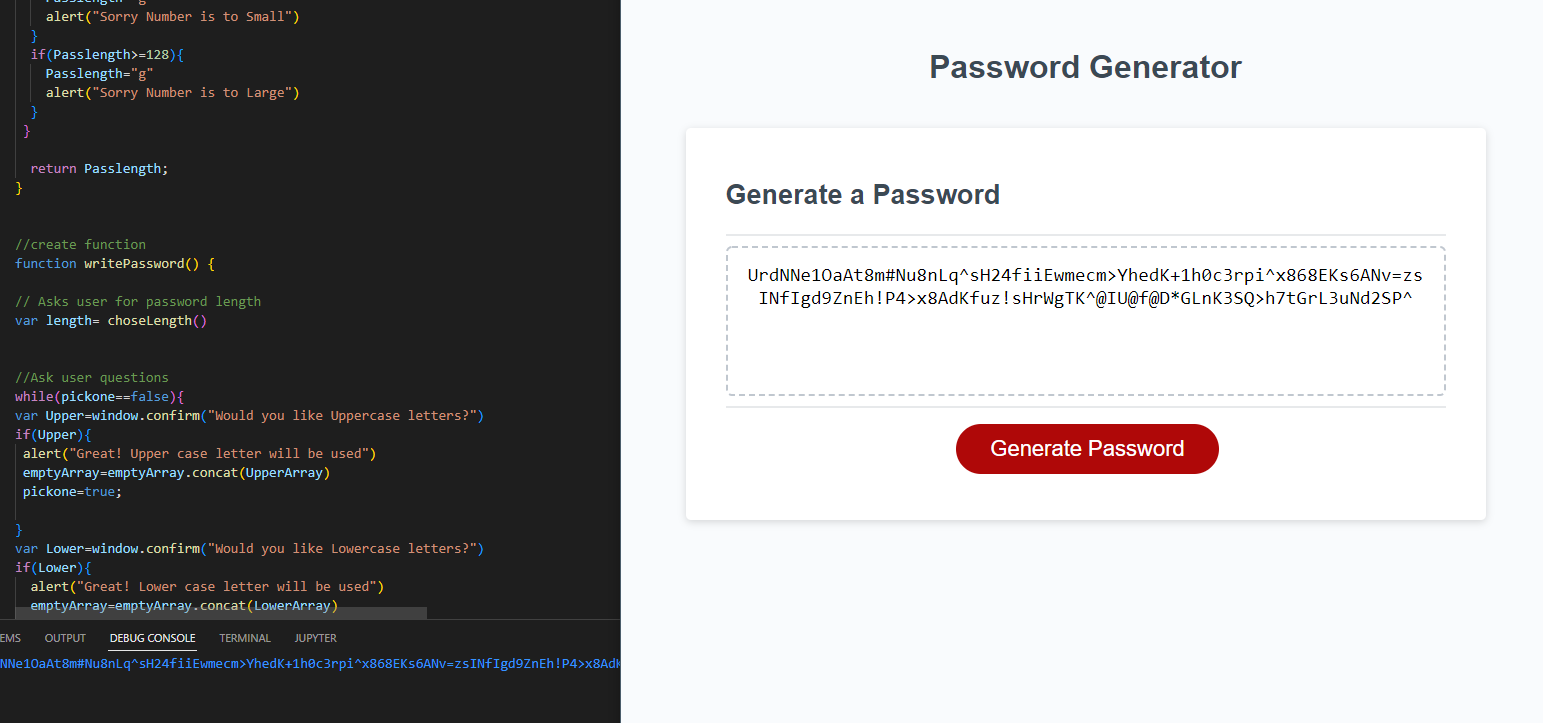 alert("Sorry Number is to Small")
}
if(Passlength>=128){
Passlength="g"
alert("Sorry Number is to Large")
}
}
return Passlength;
}
//create function
function writePassword() {
// Asks user for password length
var length= choseLength()
//Ask user questions
while(pickone==false){
var Upper=window.confirm("Would you like Uppercase letters?")
if(Upper){
alert("Great! Upper case letter will be used")
emptyArray=emptyArray.concat(UpperArray)
pickone=true;
}
var Lower=window.confirm("Would you like Lowercase letters?")
if(Lower){
alert("Great! Lower case letter will be used")
emptyArray=emptyArray.concat(LowerArray)
EMS OUTPUT DEBUG CONSOLE TERMINAL JUPYTER
NNe1OaAt8m#Nu8nLq^sH24fiiEwmecm>YhedK+1h0c3rpi^x868EKs6ANv=zsINfIgd9ZnEh!P4>x8AdK
Password Generator
Generate a Password
UrdNNe1OaAt8m#Nu8nLq^sH24fiiEwmecm>YhedK+1h0c3rpi^x868EKs6ANv=zs
INfIgd9ZnEh!P4>x8AdKfuz!sHrWgTK^@IU@f@D*GLnK3SQ>h7tGrL3uNd2SP^
Generate Password